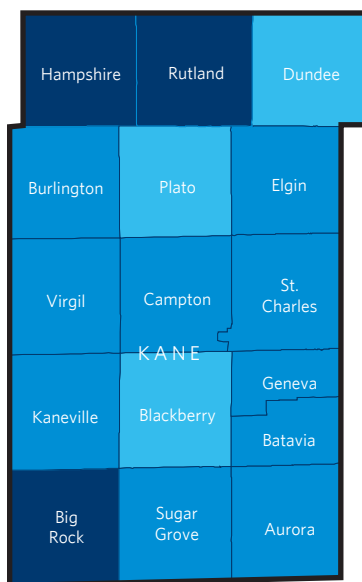 Hampshire
Rutland
Dundee
Burlington
Plato
Elgin
Virgil
Campton
St.
Charles
KANE
Geneva
Kaneville
Blackberry
Batavia
Big
Rock
Sugar
Grove
Aurora